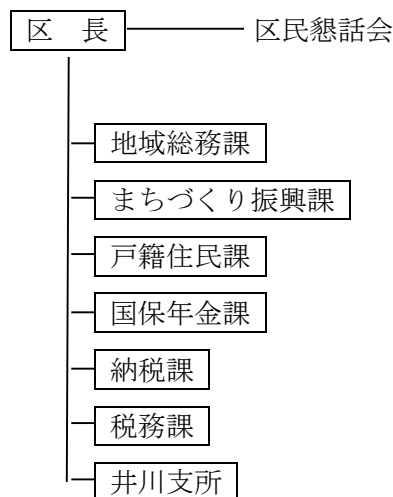 区　長
区民懇話会
地域総務課
まちづくり振興課
戸籍住民課
国保年金課
納税課
税務課
井川支所